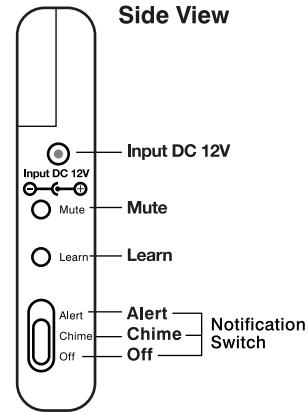 Side View
Input DC 12V
Input DC 12V
Mute Mute
Learn Learn
Alert Alert
Chime Chime
Off Off
Notification
Switch